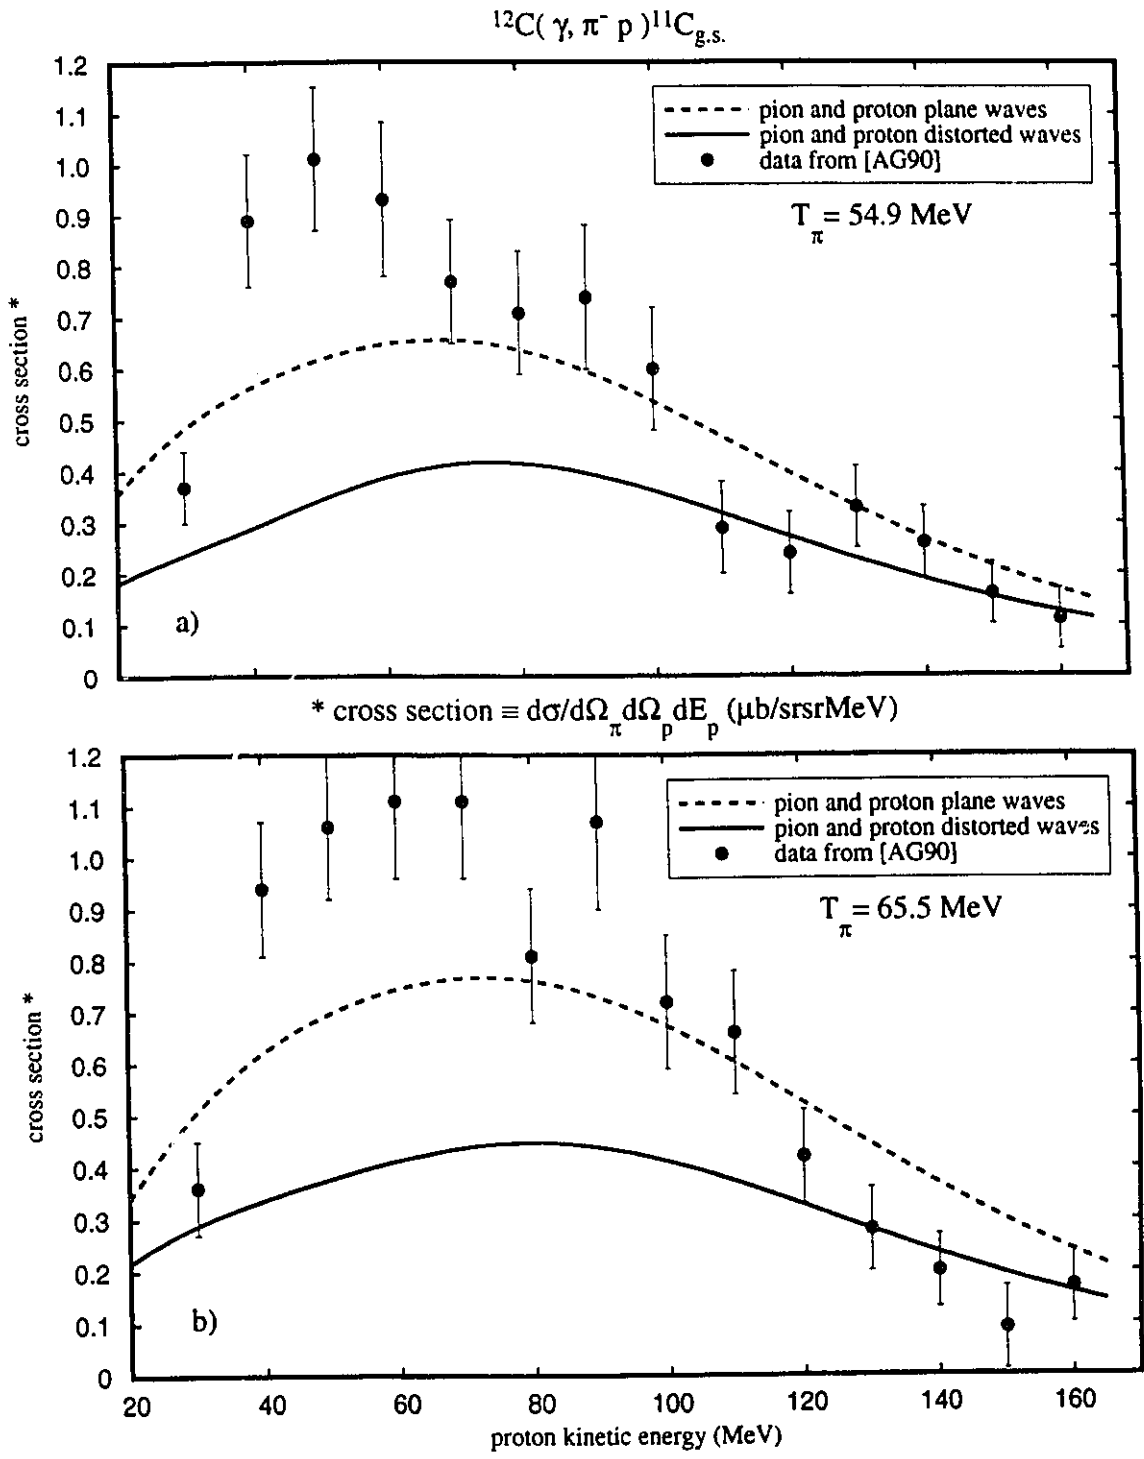 ¹²C( γ, π⁻ p )¹¹C_g.s.
1.2
1.1
1.0
0.9
0.8
0.7
0.6
0.5
0.4
0.3
0.2
0.1
0
cross section *
pion and proton plane waves
pion and proton distorted waves
data from [AG90]
T_π = 54.9 MeV
a)
* cross section ≡ dσ/dΩ_π dΩ_p dE_p (μb/srsrMeV)
1.2
1.1
1.0
0.9
0.8
0.7
0.6
0.5
0.4
0.3
0.2
0.1
0
cross section *
pion and proton plane waves
pion and proton distorted waves
data from [AG90]
T_π = 65.5 MeV
b)
20 40 60 80 100 120 140 160
proton kinetic energy (MeV)